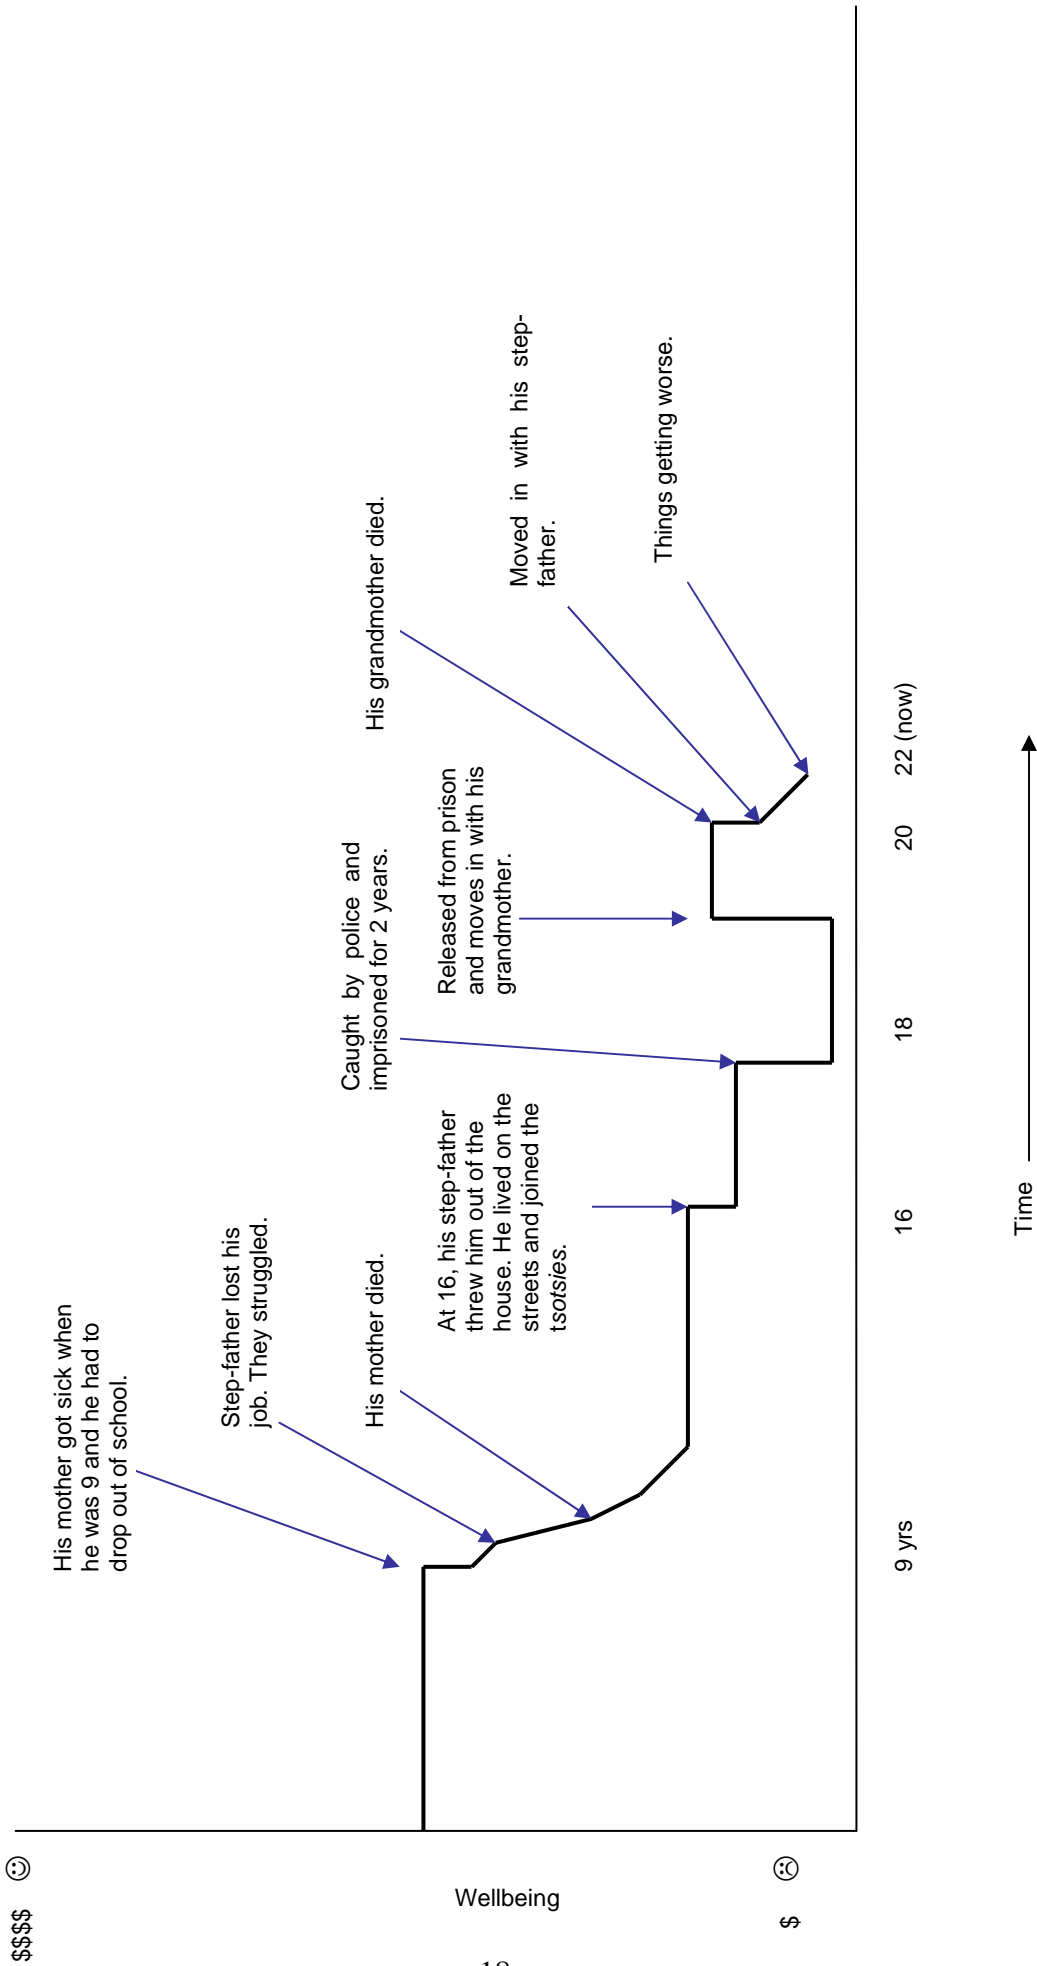 $$$$ ☺
His mother got sick when
he was 9 and he had to
drop out of school.
Step-father lost his
job. They struggled.
His mother died.
At 16, his step-father
threw him out of the
house. He lived on the
streets and joined the
tsotsies.
Caught by police and
imprisoned for 2 years.
Released from prison
and moves in with his
grandmother.
His grandmother died.
Moved in with his step-
father.
Things getting worse.
Wellbeing
$ ☹
9 yrs
16
18
20
22 (now)
Time